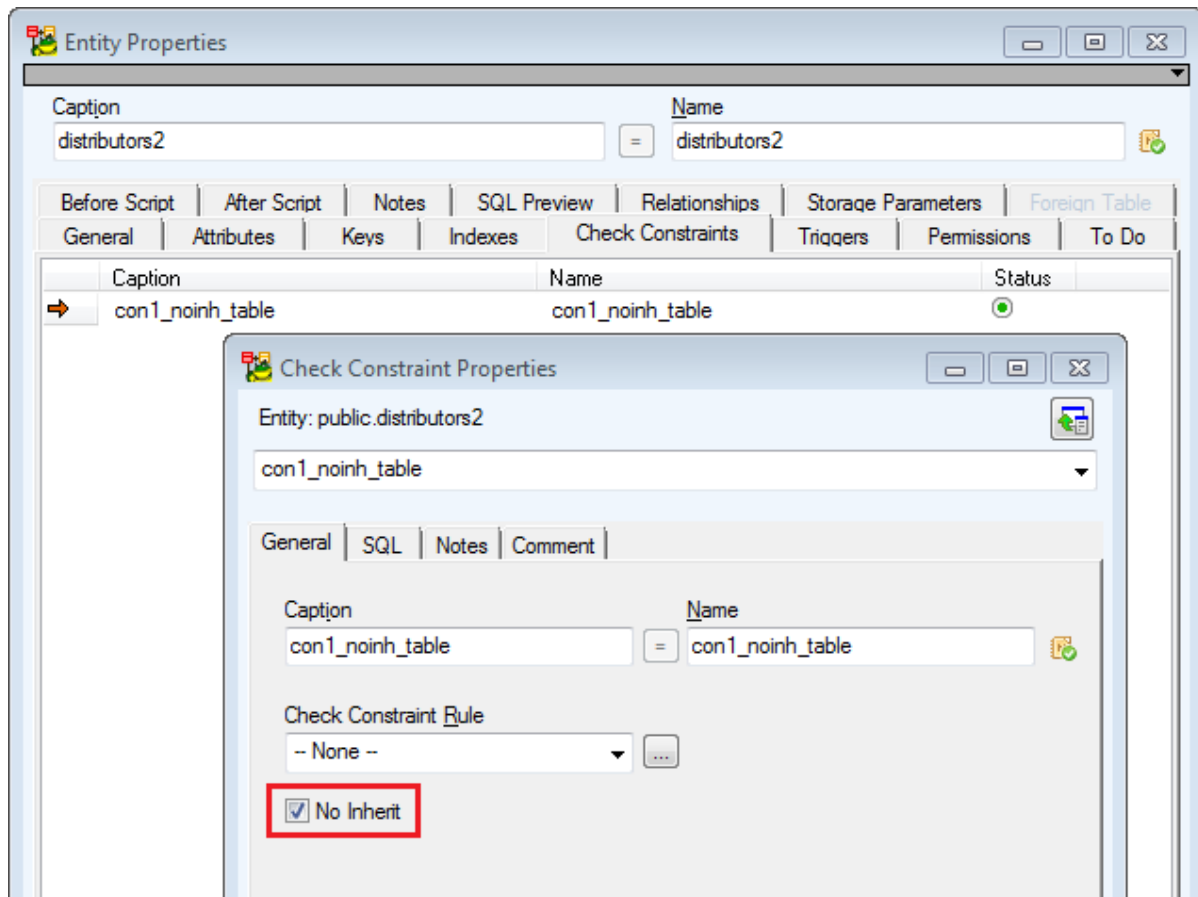 Entity Properties
Caption Name
distributors2 = distributors2
Before Script After Script Notes SQL Preview Relationships Storage Parameters Foreign Table
General Attributes Keys Indexes Check Constraints Triggers Permissions To Do
Caption Name Status
con1_noinh_table con1_noinh_table
Check Constraint Properties
Entity: public.distributors2
con1_noinh_table
General SQL Notes Comment
Caption Name
con1_noinh_table = con1_noinh_table
Check Constraint Rule
-- None -- ...
No Inherit